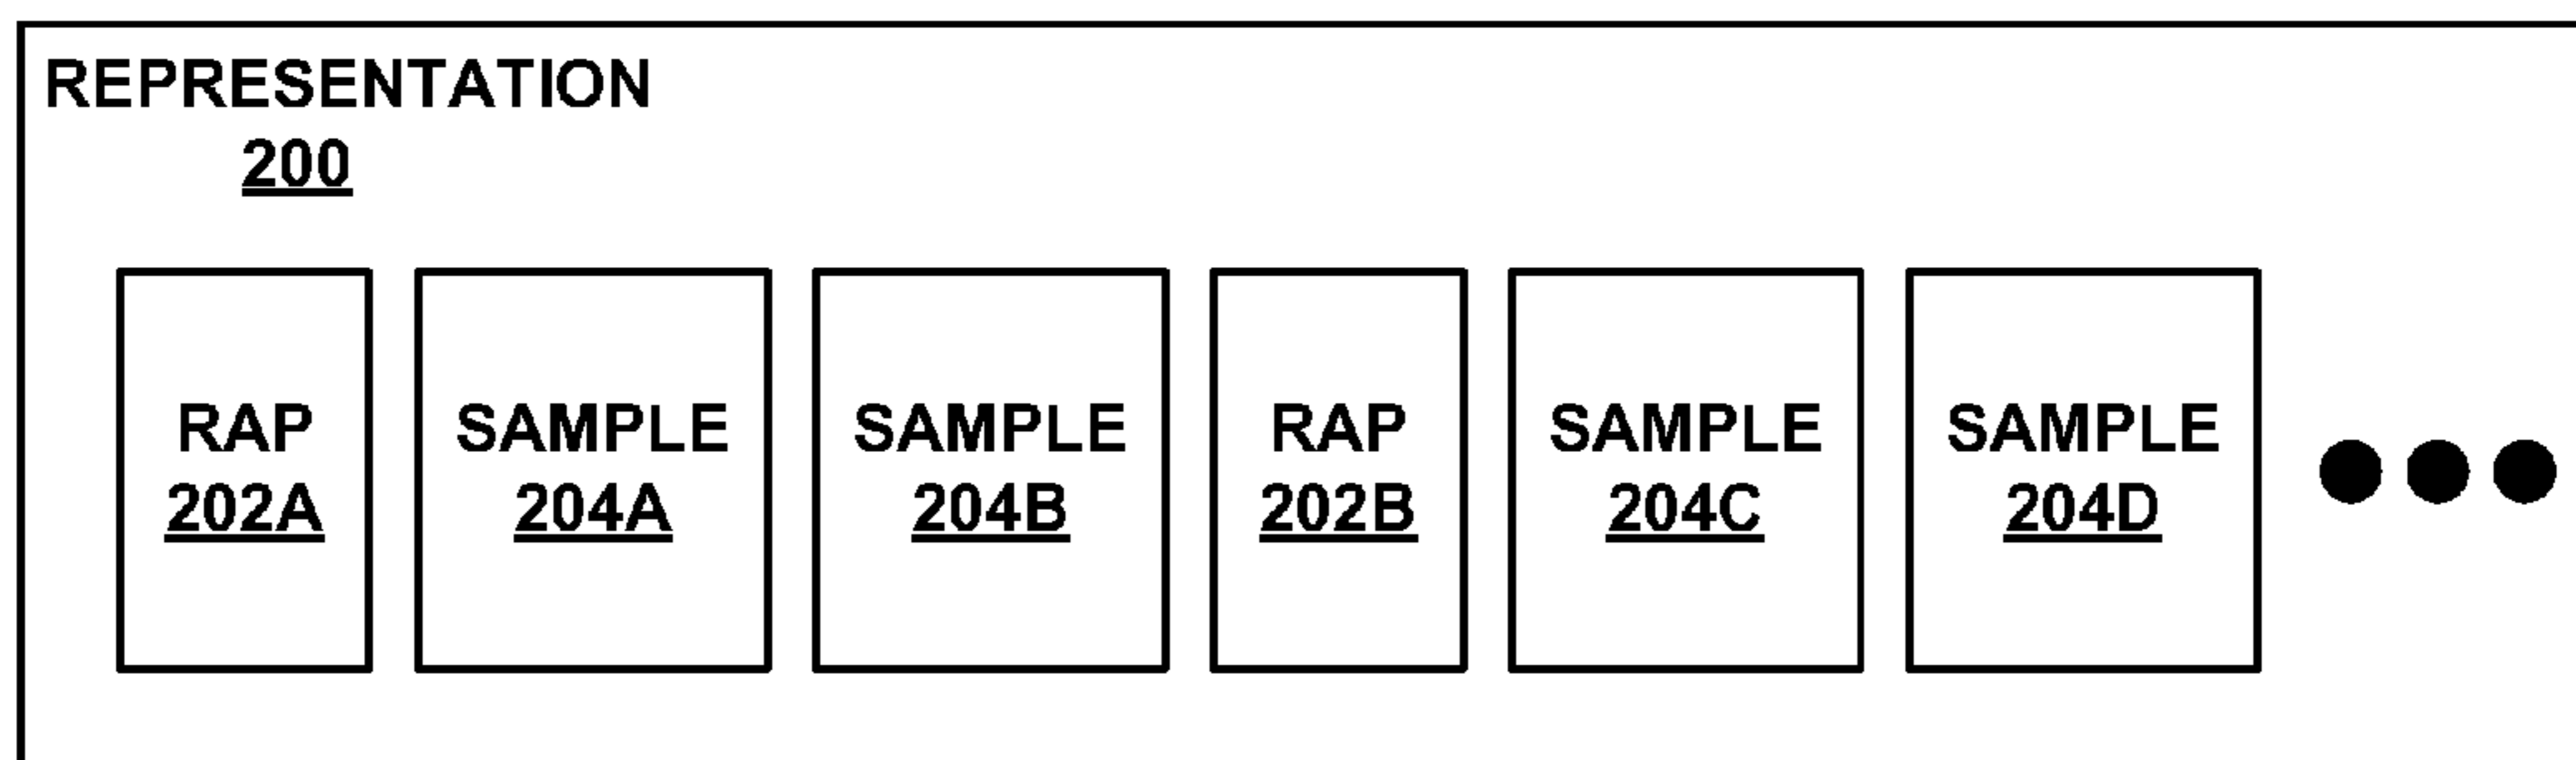 REPRESENTATION
200
RAP
202A
SAMPLE
204A
SAMPLE
204B
RAP
202B
SAMPLE
204C
SAMPLE
204D